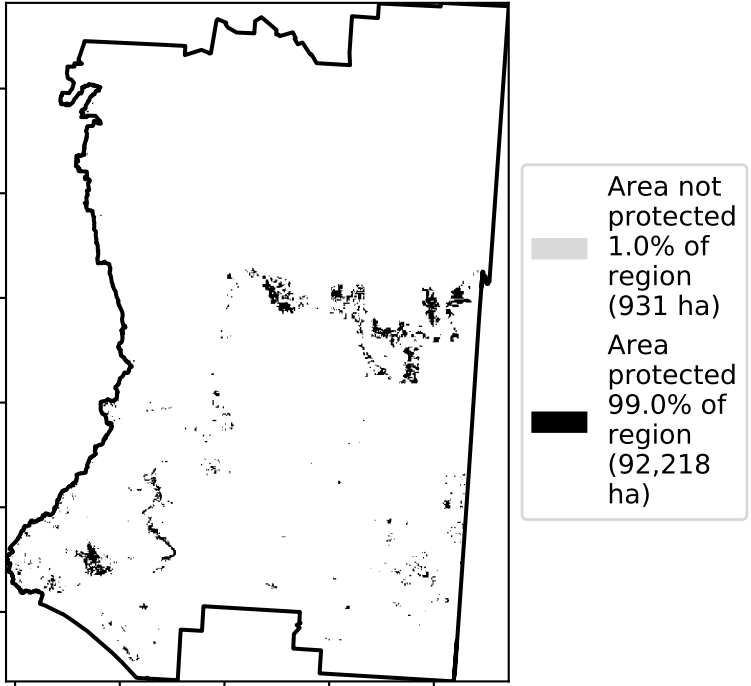 Area not
protected
1.0% of
region
(931 ha)
Area
protected
99.0% of
region
(92,218
ha)